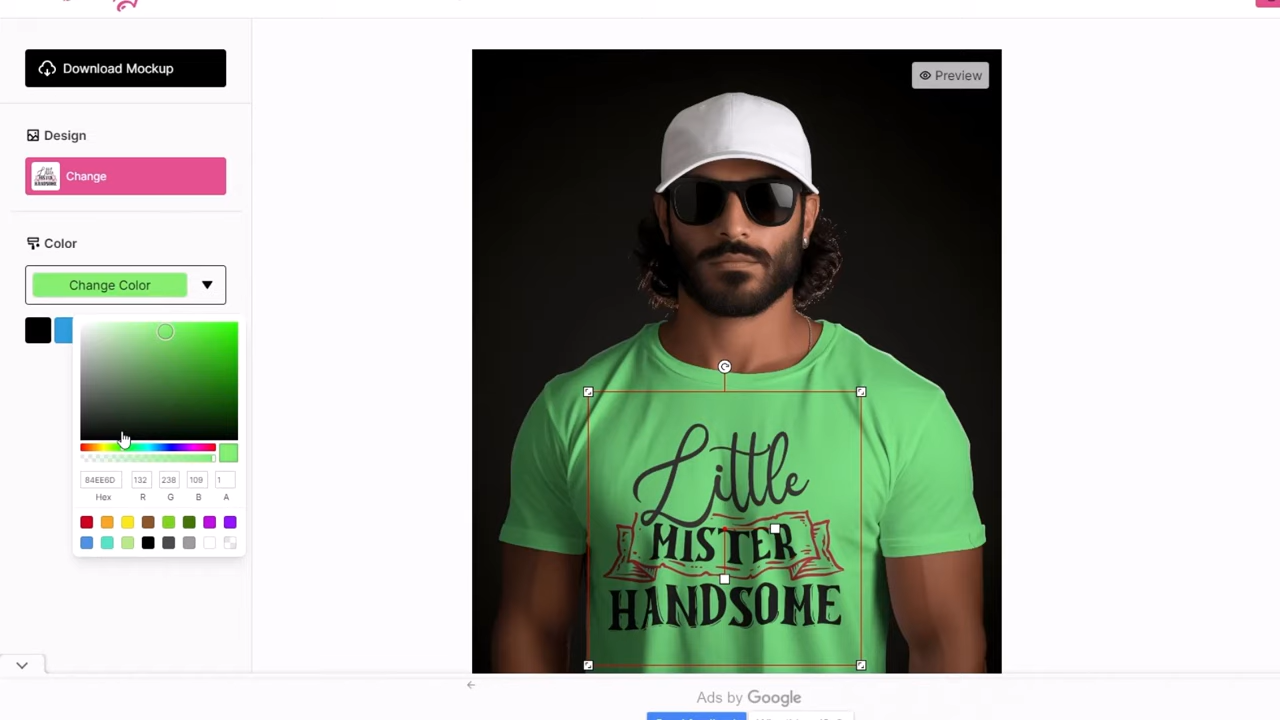 Download Mockup
Preview
Design
Change
Color
Change Color
84EE6D 132 238 109 1
Hex R G B A
Little
MISTER
HANDSOME
Ads by Google